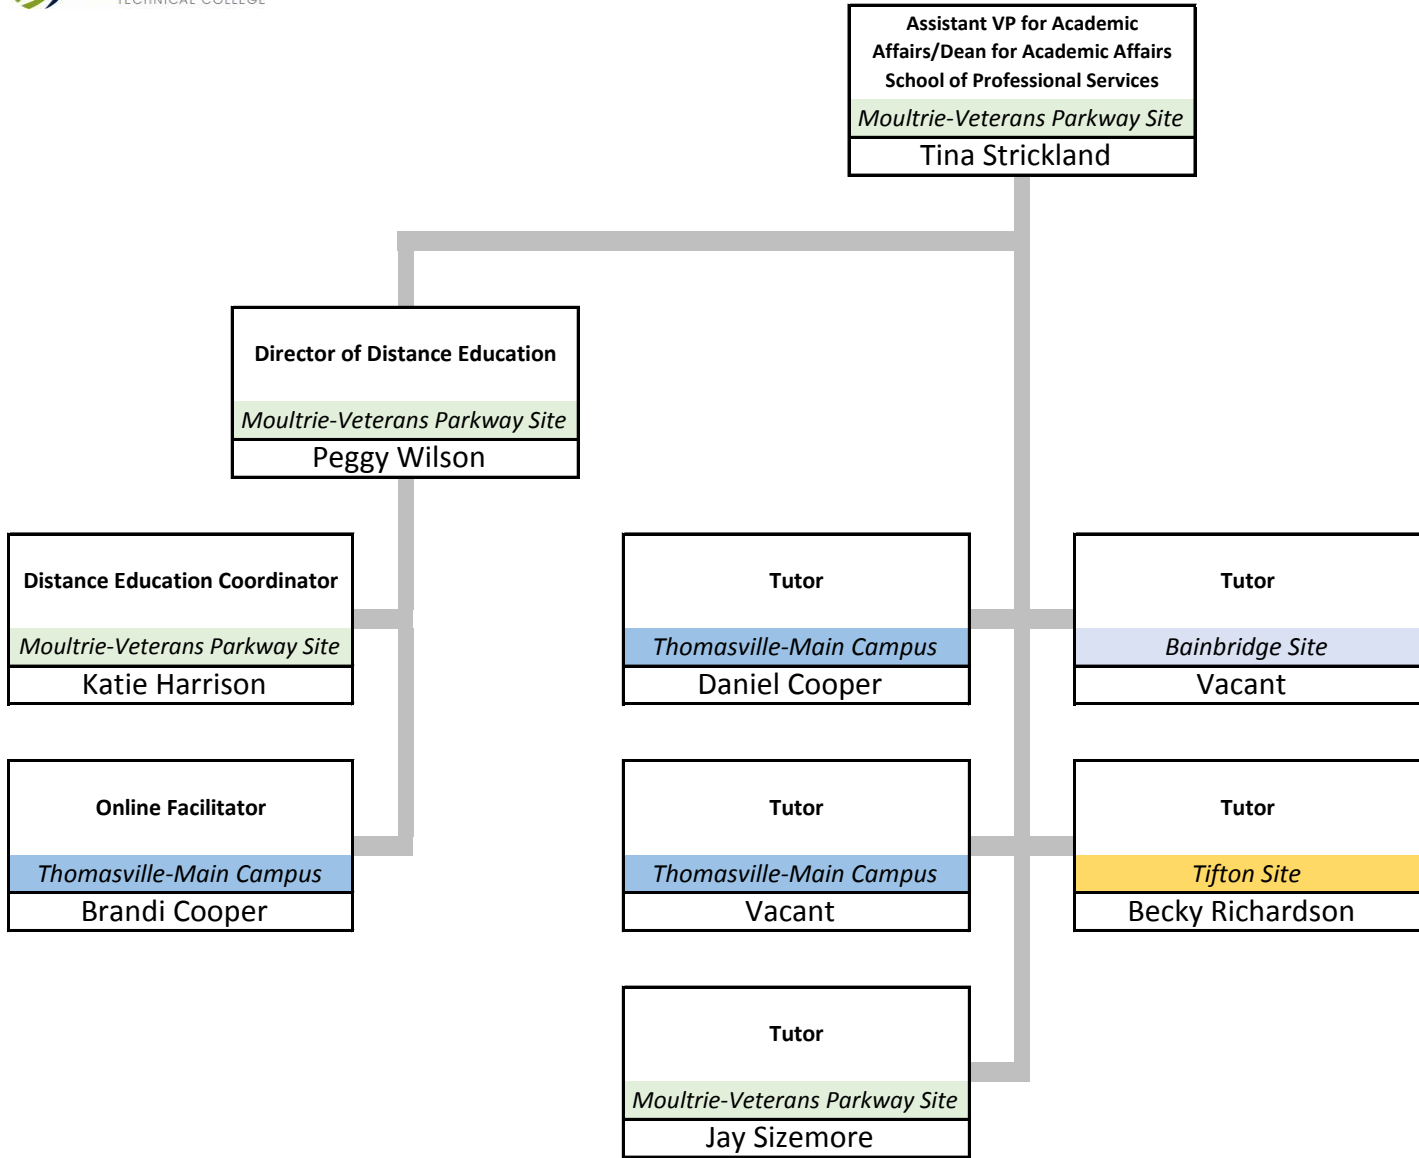 TECHNICAL COLLEGE
Assistant VP for Academic
Affairs/Dean for Academic Affairs
School of Professional Services
Moultrie-Veterans Parkway Site
Tina Strickland
Director of Distance Education
Moultrie-Veterans Parkway Site
Peggy Wilson
Distance Education Coordinator
Moultrie-Veterans Parkway Site
Katie Harrison
Tutor
Thomasville-Main Campus
Daniel Cooper
Tutor
Bainbridge Site
Vacant
Online Facilitator
Thomasville-Main Campus
Brandi Cooper
Tutor
Thomasville-Main Campus
Vacant
Tutor
Tifton Site
Becky Richardson
Tutor
Moultrie-Veterans Parkway Site
Jay Sizemore